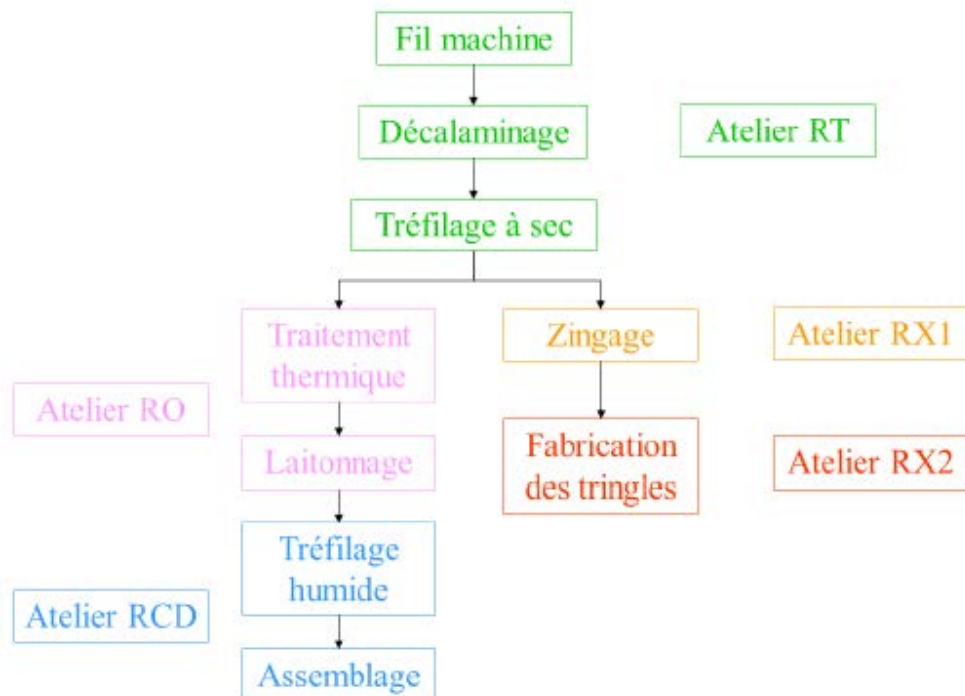 Fil machine
Décalaminage
Atelier RT
Tréfilage à sec
Traitement
thermique
Zingage
Atelier RX1
Atelier RO
Laitonnage
Fabrication
des tringles
Atelier RX2
Tréfilage
humide
Atelier RCD
Assemblage